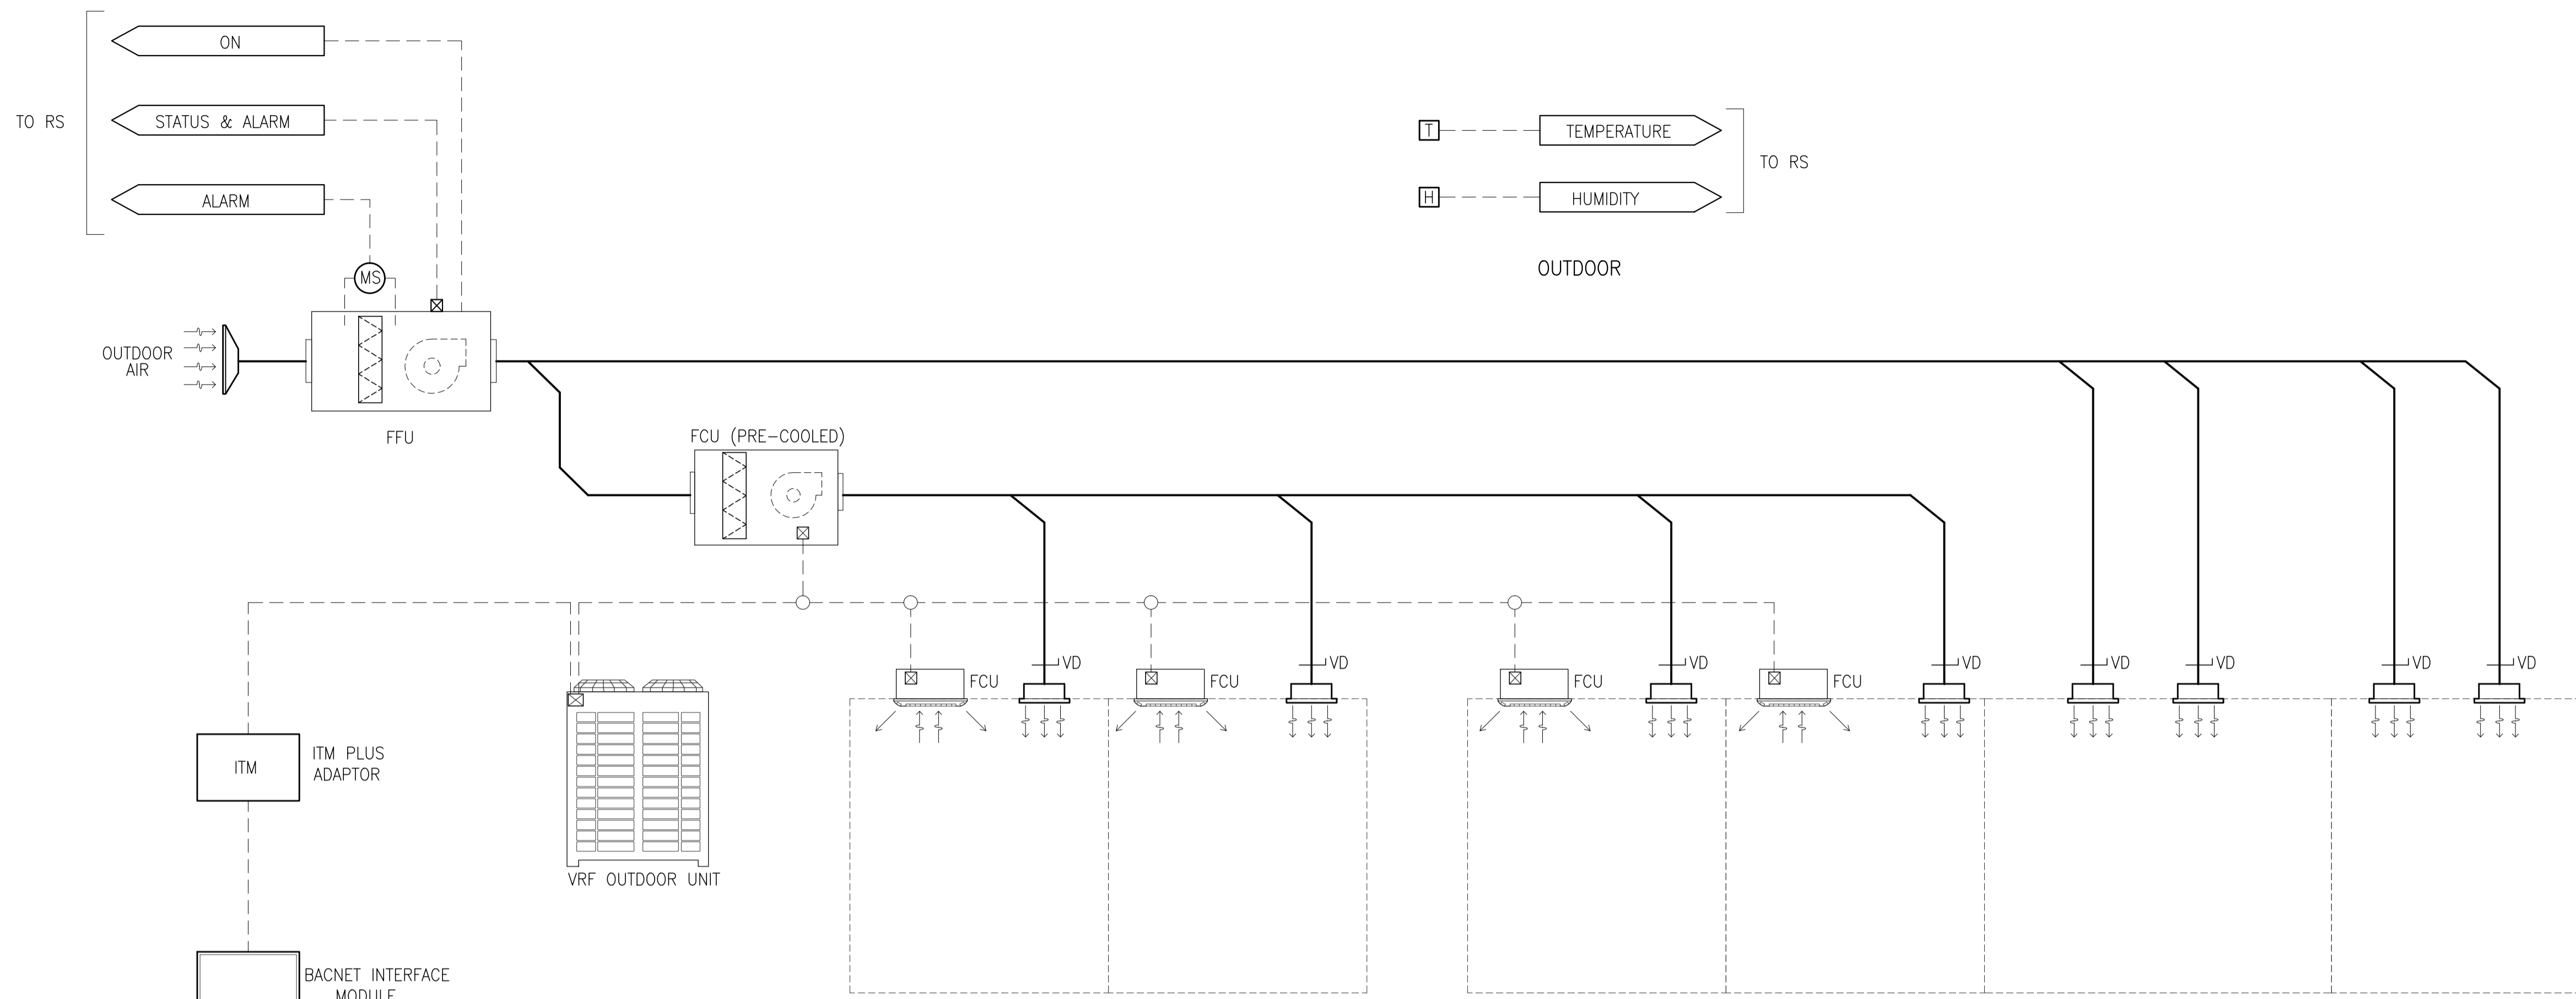 ON
TO RS
STATUS & ALARM
ALARM
MS
T
TEMPERATURE
TO RS
H
HUMIDITY
OUTDOOR
OUTDOOR
AIR
FFU
FCU (PRE-COOLED)
FCU
VD
FCU
VD
FCU
VD
FCU
VD
VD
VD
VD
VD
ITM
ITM PLUS
ADAPTOR
VRF OUTDOOR UNIT
BACNET INTERFACE
MODULE